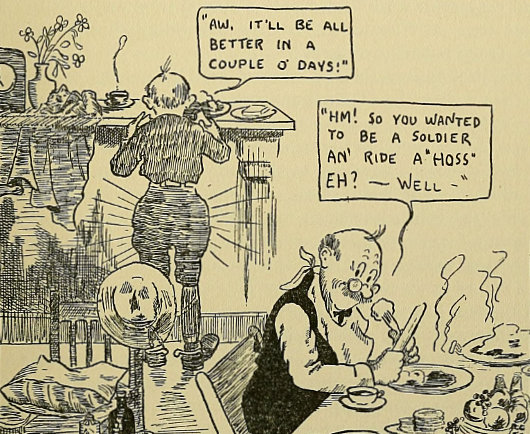 "AW, IT'LL BE ALL
BETTER IN A
COUPLE O' DAYS!"
"HM! SO YOU WANTED
TO BE A SOLDIER
AN' RIDE A "HOSS"
EH? — WELL -"